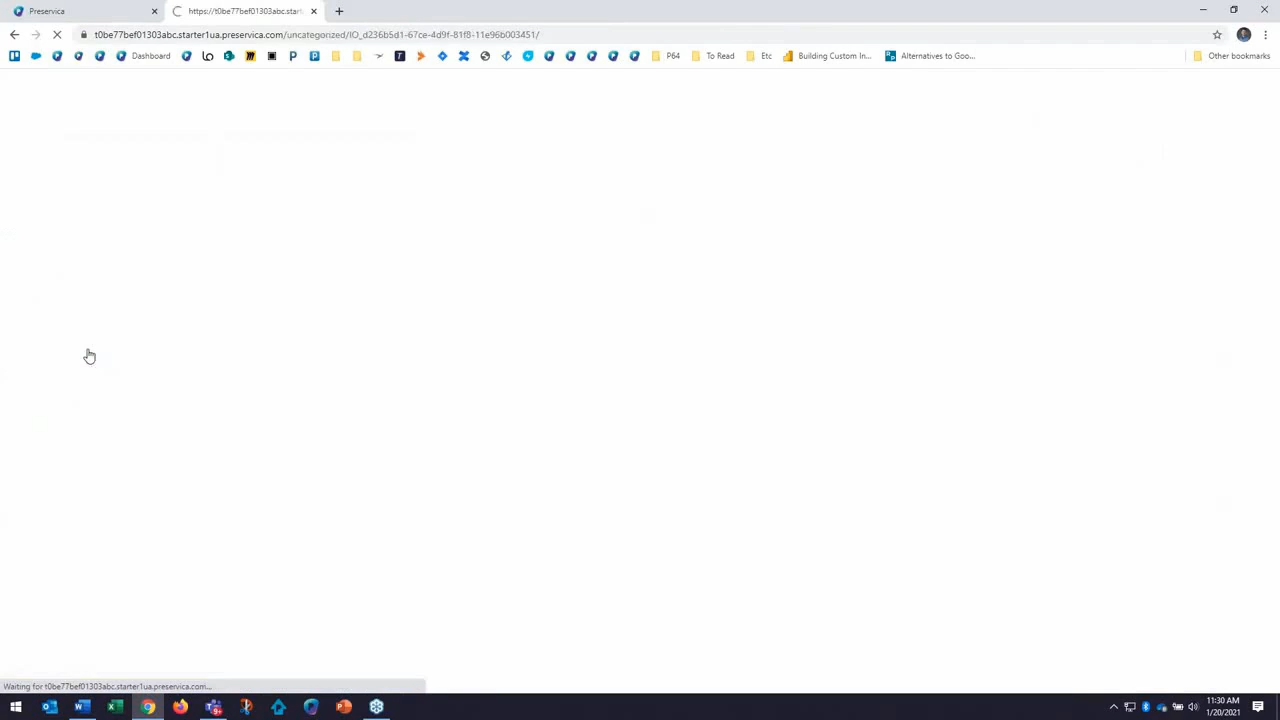 Preservica
https://t0be77bef01303abc.star
t0be77bef01303abc.starter1ua.preservica.com/uncategorized/IO_d236b5d1-67ce-4d9f-81f8-11e96b003451/
Dashboard P64 To Read Etc Building Custom In... Alternatives to Goo... Other bookmarks
Waiting for t0be77bef01303abc.starter1ua.preservica.com...
11:30 AM
1/20/2021